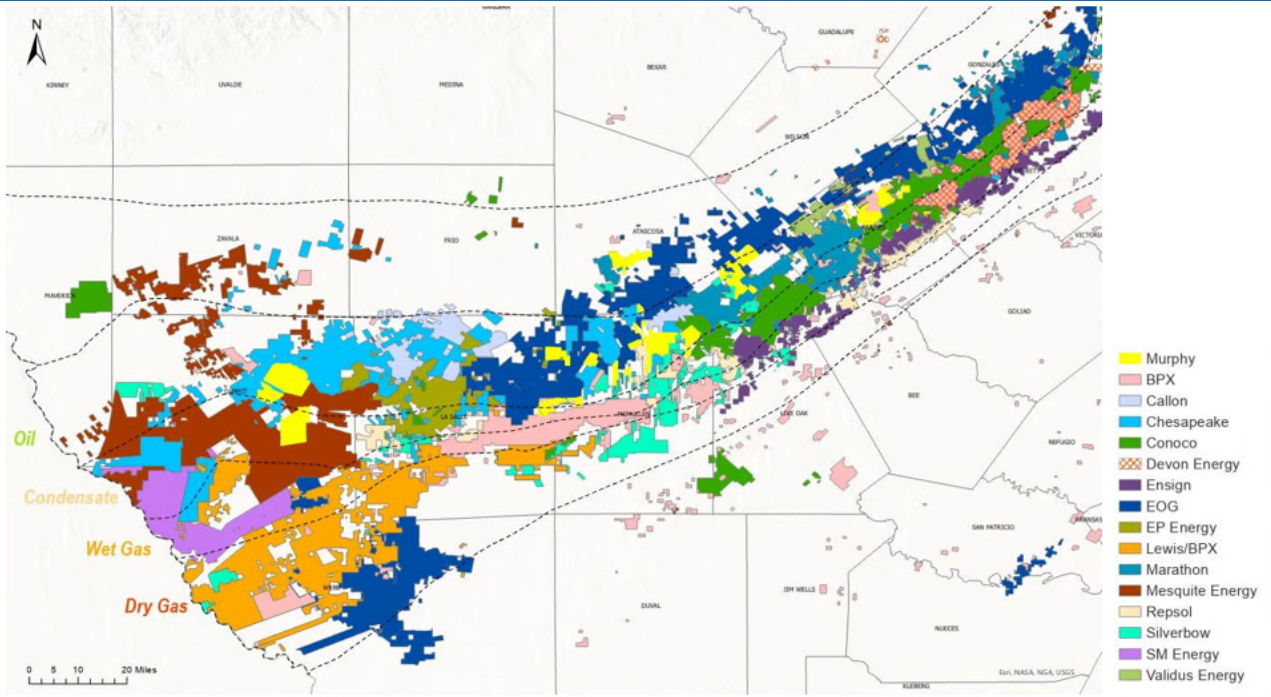 N
KINNEY
UVALDE
MEDINA
BEXAR
GUADALUPE
GONZALES
WILSON
ZAVALA
FRIO
ATASCOSA
MAVERICK
LA SALLE
LIVE OAK
BEE
GOLIAD
REFUGIO
SAN PATRICIO
DUVAL
JIM WELLS
NUECES
KLEBERG
Oil
Condensate
Wet Gas
Dry Gas
0 5 10 20 Miles
Esri, NASA, NGA, USGS
Murphy
BPX
Callon
Chesapeake
Conoco
Devon Energy
Ensign
EOG
EP Energy
Lewis/BPX
Marathon
Mesquite Energy
Repsol
Silverbow
SM Energy
Validus Energy